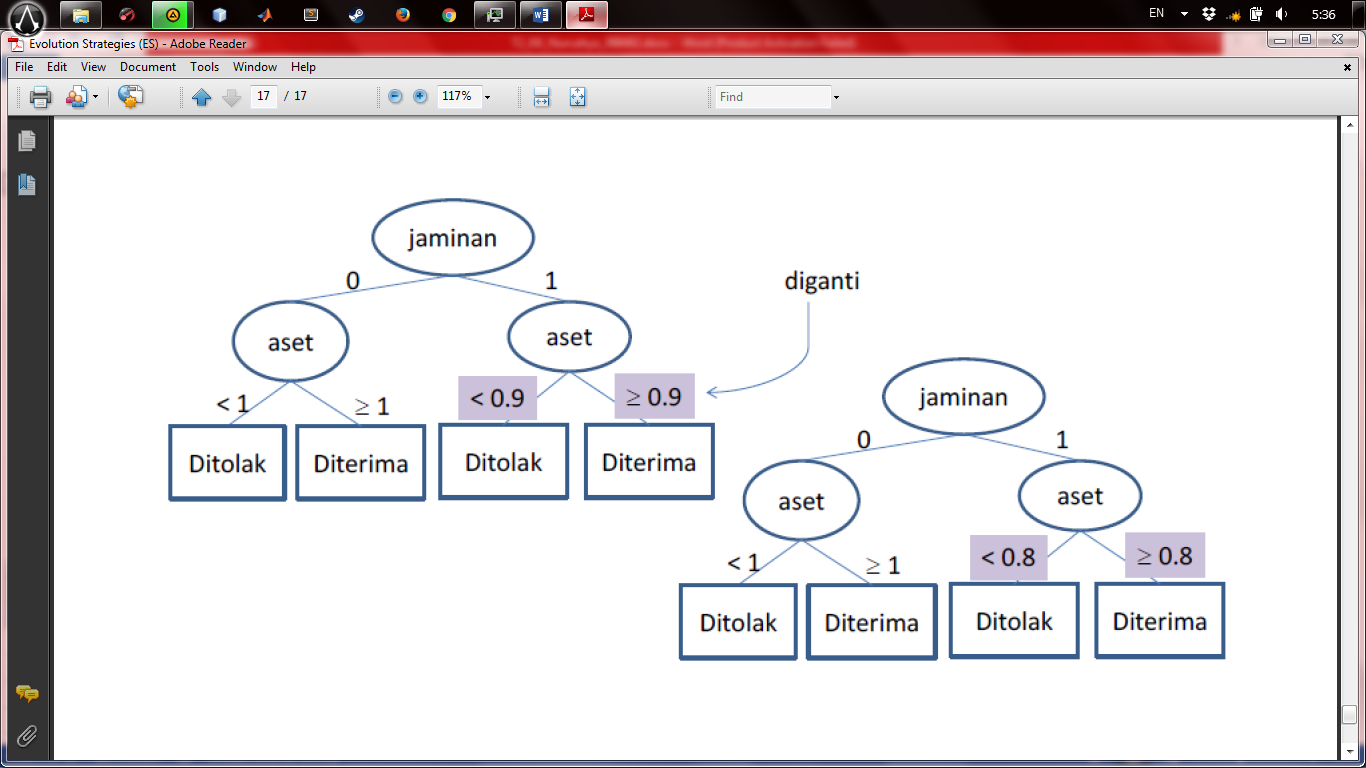 EN
5:36
Evolution Strategies (ES) - Adobe Reader
File Edit View Document Tools Window Help
17 / 17
117%
Find
jaminan
0 1
aset aset
< 1 ≥ 1 < 0.9 ≥ 0.9
Ditolak Diterima Ditolak Diterima
diganti
jaminan
0 1
aset aset
< 1 ≥ 1 < 0.8 ≥ 0.8
Ditolak Diterima Ditolak Diterima